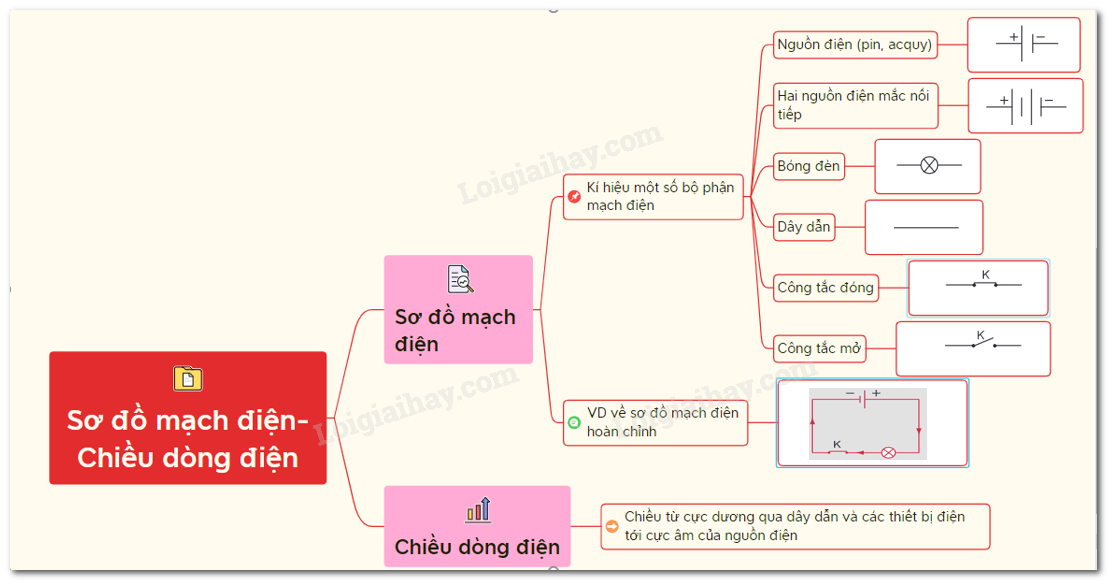 Sơ đồ mạch điện-
Chiều dòng điện
Sơ đồ mạch
điện
Kí hiệu một số bộ phận
mạch điện
Nguồn điện (pin, acquy)
+ −
Hai nguồn điện mắc nối
tiếp
+ −
Bóng đèn
Dây dẫn
Công tắc đóng
K
Công tắc mở
K
VD về sơ đồ mạch điện
hoàn chỉnh
− +
K
Chiều dòng điện
Chiều từ cực dương qua dây dẫn và các thiết bị điện
tới cực âm của nguồn điện
Loigiaihay.com
Loigiaihay.com
Loigiaihay.com